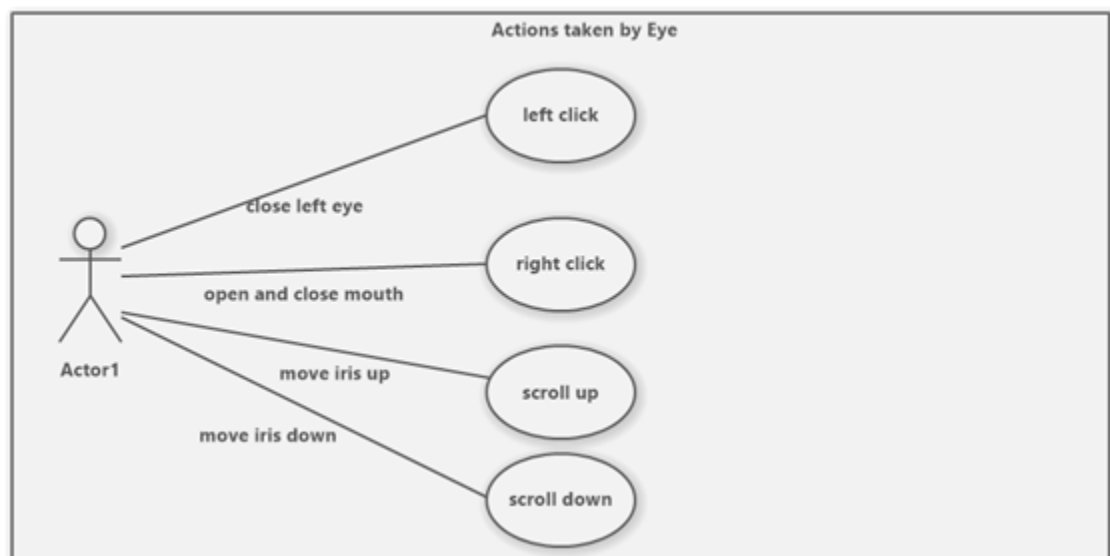 Actions taken by Eye
left click
close left eye
right click
open and close mouth
Actor1
move iris up
scroll up
move iris down
scroll down